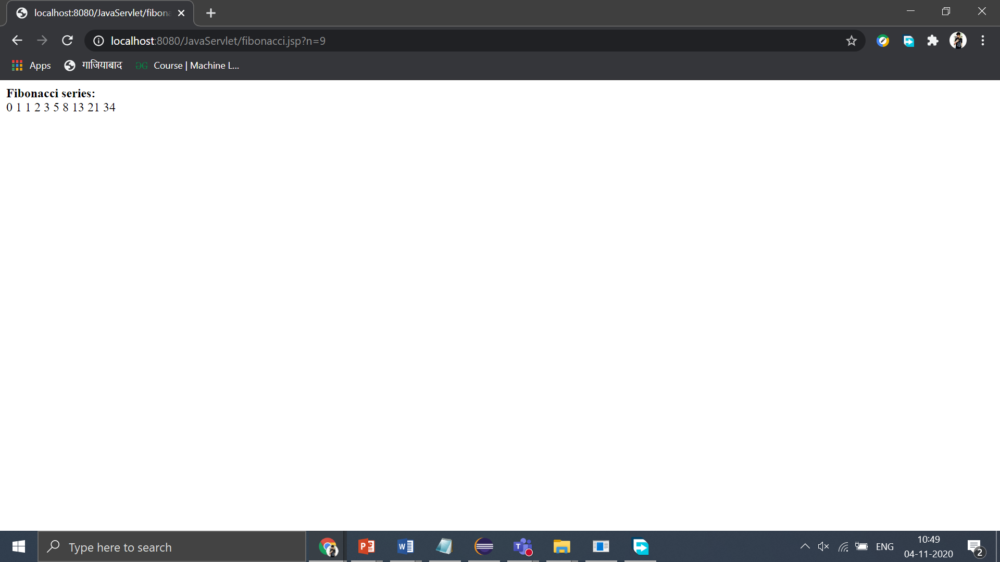 localhost:8080/JavaServlet/fibona
localhost:8080/JavaServlet/fibonacci.jsp?n=9
Apps गाजियाबाद Course | Machine L...
Fibonacci series:
0 1 1 2 3 5 8 13 21 34
Type here to search
ENG
10:49
04-11-2020
2